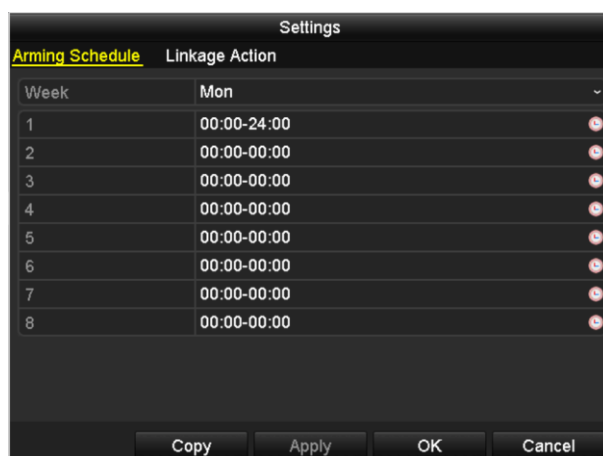 Settings
Arming Schedule Linkage Action
Week Mon
1 00:00-24:00
2 00:00-00:00
3 00:00-00:00
4 00:00-00:00
5 00:00-00:00
6 00:00-00:00
7 00:00-00:00
8 00:00-00:00
Copy Apply OK Cancel